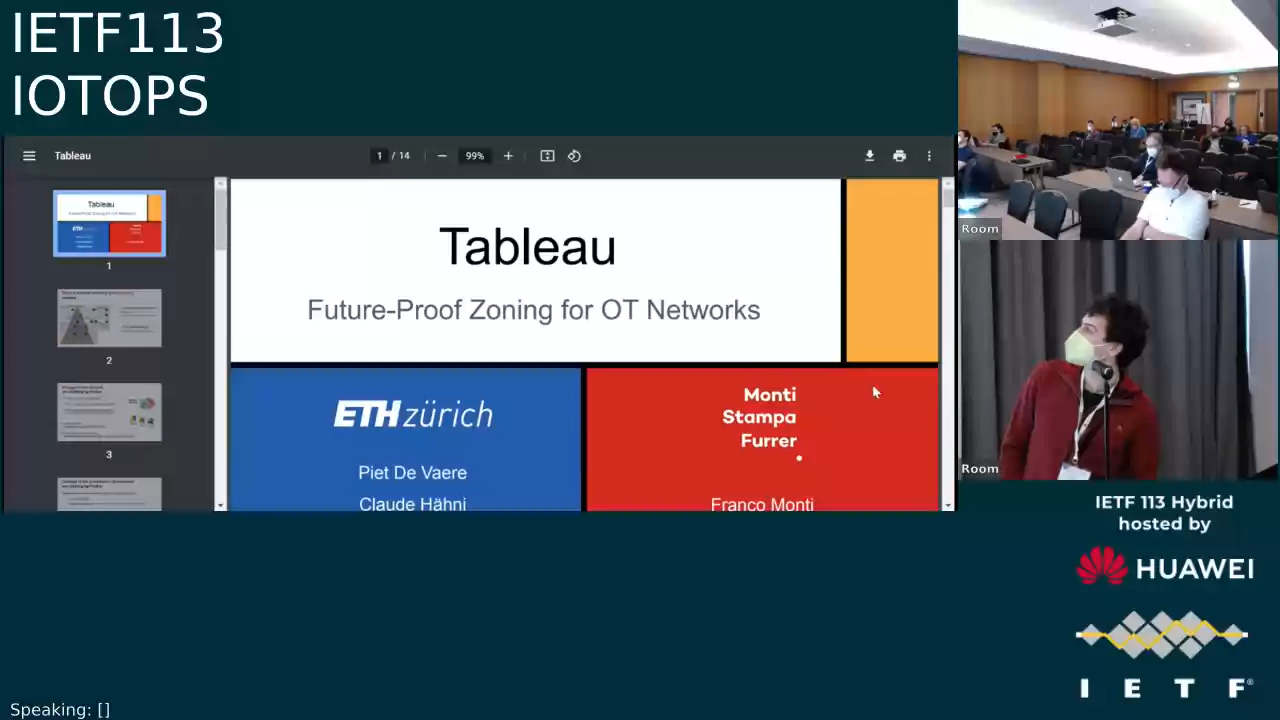 IETF113
IOTOPS
Tableau
1 / 14
99%
Tableau
1
2
3
Tableau
Future-Proof Zoning for OT Networks
ETH zürich
Piet De Vaere
Claude Hähni
Monti
Stampa
Furrer
Franco Monti
Room
Room
IETF 113 Hybrid
hosted by
HUAWEI
I E T F®
Speaking: []